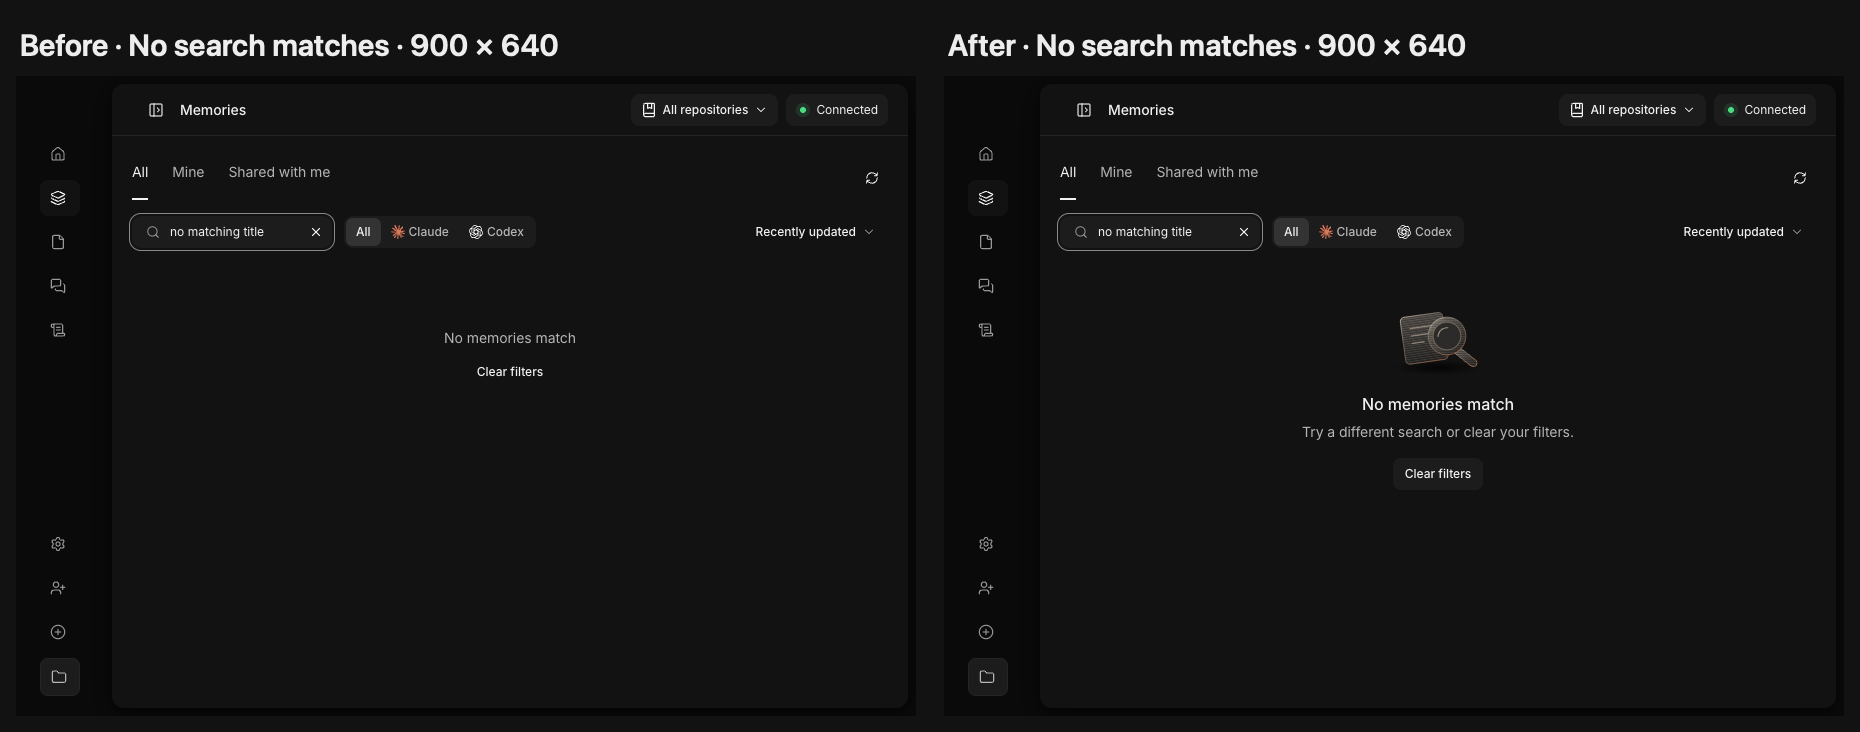 Before · No search matches · 900 × 640
Memories
All repositories
Connected
All Mine Shared with me
no matching title
All Claude Codex
Recently updated
No memories match
Clear filters
After · No search matches · 900 × 640
Memories
All repositories
Connected
All Mine Shared with me
no matching title
All Claude Codex
Recently updated
No memories match
Try a different search or clear your filters.
Clear filters